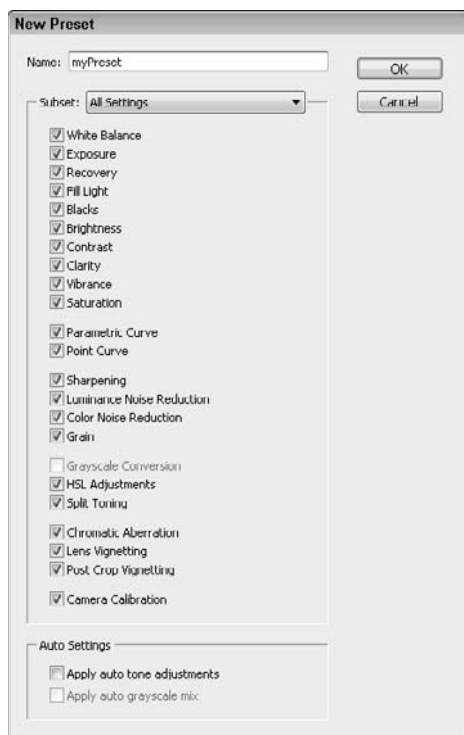 New Preset
Name: myPreset
OK
Subset: All Settings
Cancel
White Balance
Exposure
Recovery
Fill Light
Blacks
Brightness
Contrast
Clarity
Vibrance
Saturation
Parametric Curve
Point Curve
Sharpening
Luminance Noise Reduction
Color Noise Reduction
Grain
Grayscale Conversion
HSL Adjustments
Split Toning
Chromatic Aberration
Lens Vignetting
Post Crop Vignetting
Camera Calibration
Auto Settings
Apply auto tone adjustments
Apply auto grayscale mix